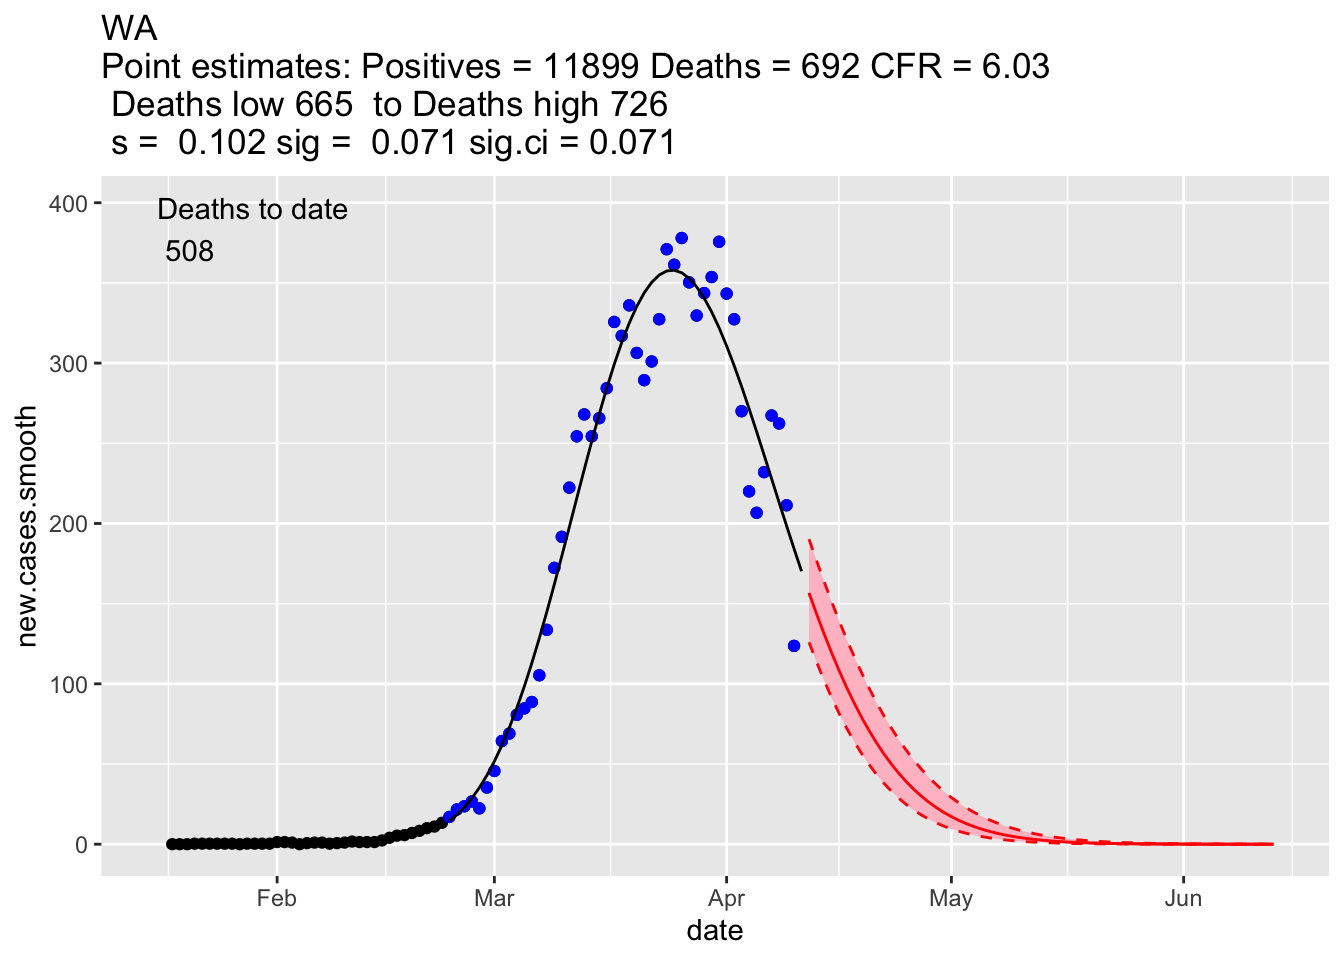 WA
Point estimates: Positives = 11899 Deaths = 692 CFR = 6.03
Deaths low 665  to Deaths high 726
s =  0.102 sig =  0.071 sig.ci = 0.071
Deaths to date
508
400
300
200
100
0
new.cases.smooth
Feb Mar Apr May Jun
date